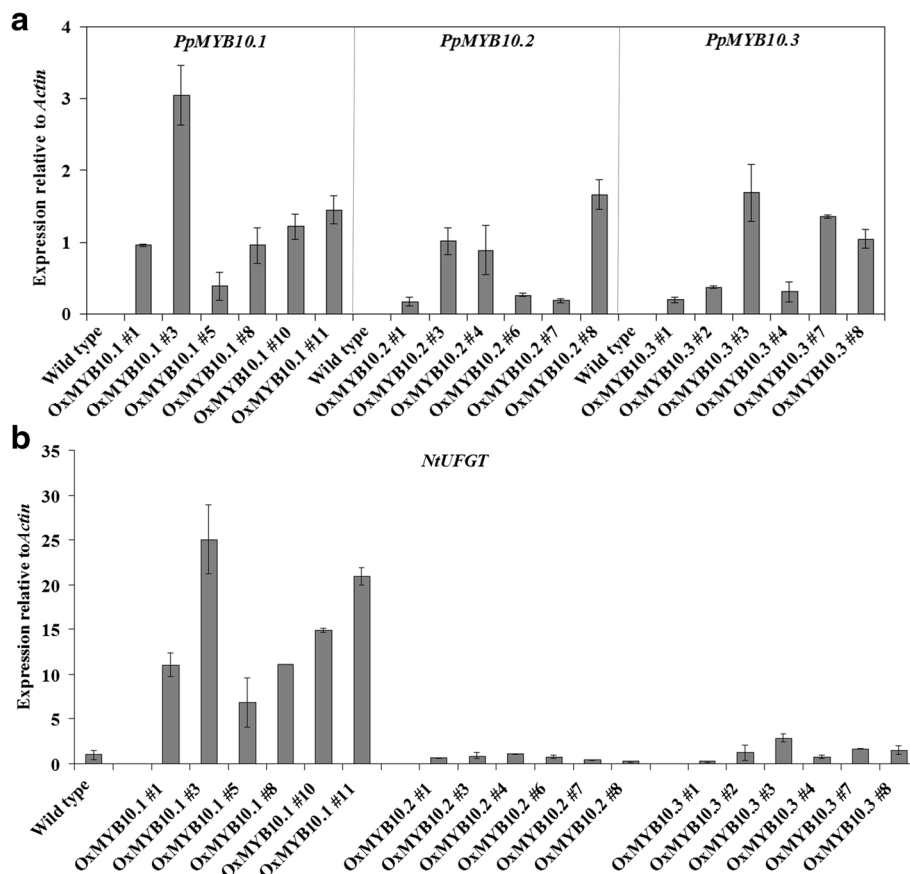 a
PpMYB10.1
PpMYB10.2
PpMYB10.3
Expression relative to Actin
4
3
2
1
0
Wild type
OxMYB10.1 #1
OxMYB10.1 #3
OxMYB10.1 #5
OxMYB10.1 #8
OxMYB10.1 #10
OxMYB10.1 #11
Wild type
OxMYB10.2 #1
OxMYB10.2 #3
OxMYB10.2 #4
OxMYB10.2 #6
OxMYB10.2 #7
OxMYB10.2 #8
Wild type
OxMYB10.3 #1
OxMYB10.3 #2
OxMYB10.3 #3
OxMYB10.3 #4
OxMYB10.3 #7
OxMYB10.3 #8
b
NtUFGT
Expression relative toActin
35
30
25
20
15
10
5
0
Wild type
OxMYB10.1 #1
OxMYB10.1 #3
OxMYB10.1 #5
OxMYB10.1 #8
OxMYB10.1 #10
OxMYB10.1 #11
OxMYB10.2 #1
OxMYB10.2 #3
OxMYB10.2 #4
OxMYB10.2 #6
OxMYB10.2 #7
OxMYB10.2 #8
OxMYB10.3 #1
OxMYB10.3 #2
OxMYB10.3 #3
OxMYB10.3 #4
OxMYB10.3 #7
OxMYB10.3 #8